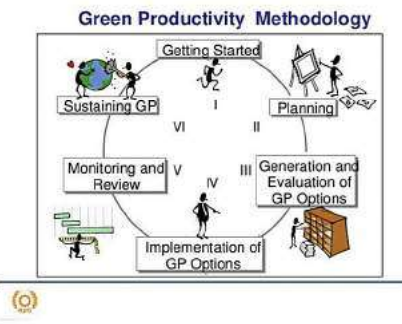 Green Productivity Methodology
Getting Started
Sustaining GP
I
Planning
VI
II
Monitoring and
Review
V
III
Generation and
Evaluation of
GP Options
IV
Implementation of
GP Options